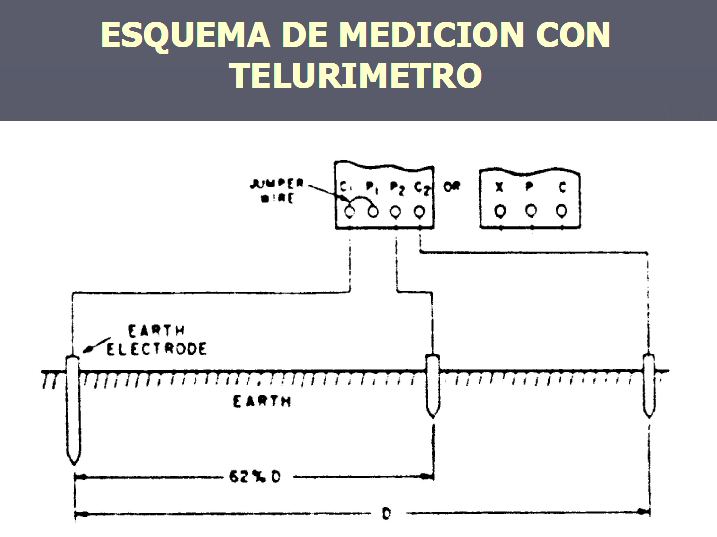 ESQUEMA DE MEDICION CON
TELURIMETRO
JUMPER
WIRE
C1 P1 P2 C2 OR X P C
EARTH
ELECTRODE
EARTH
62% D
D